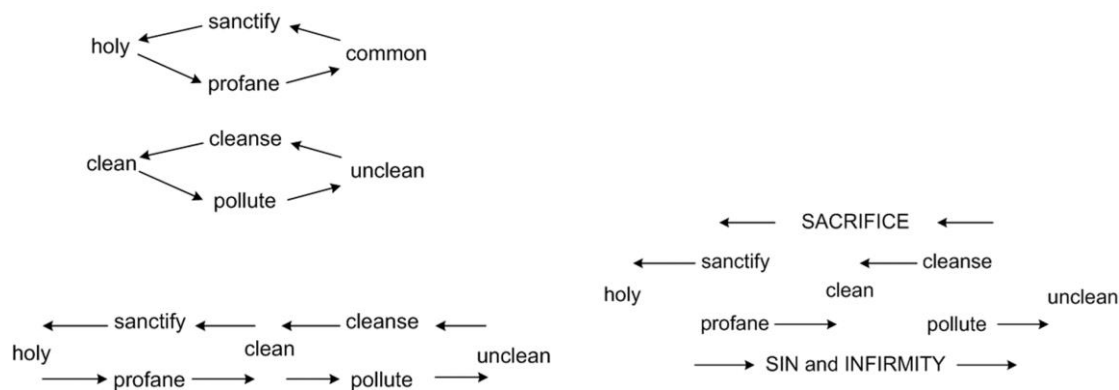 sanctify
holy
common
profane
cleanse
clean
unclean
pollute
sanctify cleanse
holy clean unclean
profane pollute
SACRIFICE
sanctify cleanse
holy clean unclean
profane pollute
SIN and INFIRMITY